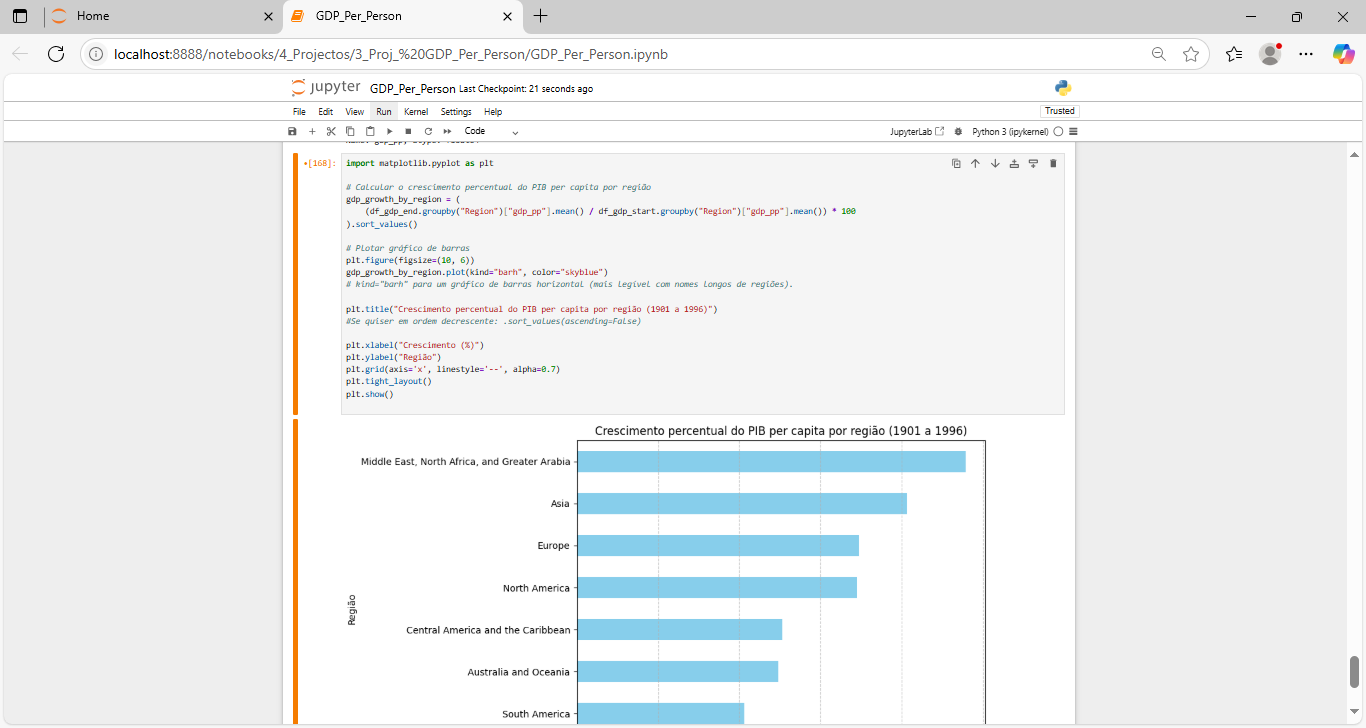 Home
GDP_Per_Person
localhost:8888/notebooks/4_Projectos/3_Proj_%20GDP_Per_Person/GDP_Per_Person.ipynb
jupyter GDP_Per_Person Last Checkpoint: 21 seconds ago
File Edit View Run Kernel Settings Help
Trusted
Code
JupyterLab
Python 3 (ipykernel)
[168]:
import matplotlib.pyplot as plt
# Calcular o crescimento percentual do PIB per capita por região
gdp_growth_by_region = (
(df_gdp_end.groupby("Region")["gdp_pp"].mean() / df_gdp_start.groupby("Region")["gdp_pp"].mean()) * 100
).sort_values()
# Plotar gráfico de barras
plt.figure(figsize=(10, 6))
gdp_growth_by_region.plot(kind="barh", color="skyblue")
# kind="barh" para um gráfico de barras horizontal (mais legível com nomes longos de regiões).
plt.title("Crescimento percentual do PIB per capita por região (1901 a 1996)")
#Se quiser em ordem decrescente: .sort_values(ascending=False)
plt.xlabel("Crescimento (%)")
plt.ylabel("Região")
plt.grid(axis='x', linestyle='--', alpha=0.7)
plt.tight_layout()
plt.show()
Crescimento percentual do PIB per capita por região (1901 a 1996)
Middle East, North Africa, and Greater Arabia
Asia
Europe
North America
Região
Central America and the Caribbean
Australia and Oceania
South America